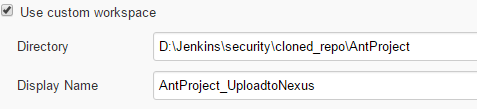 Use custom workspace
Directory D:\Jenkins\security\cloned_repo\AntProject
Display Name AntProject_UploadtoNexus